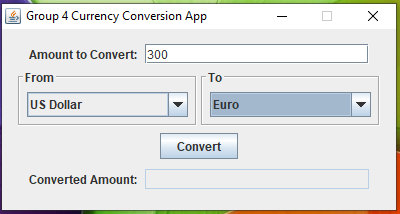 Group 4 Currency Conversion App
Amount to Convert: 300
From To
US Dollar Euro
Convert
Converted Amount: